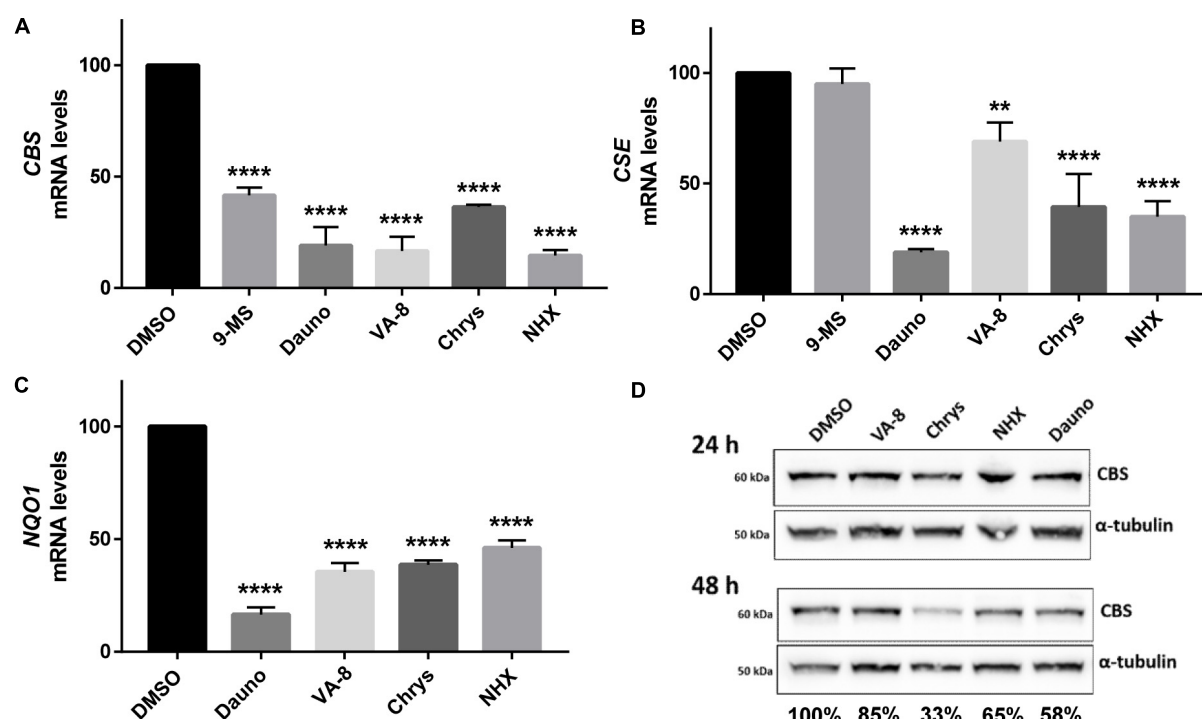 A
CBS
mRNA levels
100
50
0
****
****
****
****
****
DMSO
9-MS
Dauno
VA-8
Chrys
NHX
B
CSE
mRNA levels
100
50
0
****
**
****
****
DMSO
9-MS
Dauno
VA-8
Chrys
NHX
C
NQO1
mRNA levels
100
50
0
****
****
****
****
DMSO
Dauno
VA-8
Chrys
NHX
D
DMSO
VA-8
Chrys
NHX
Dauno
24 h
60 kDa
CBS
50 kDa
α-tubulin
48 h
60 kDa
CBS
50 kDa
α-tubulin
100% 85% 33% 65% 58%